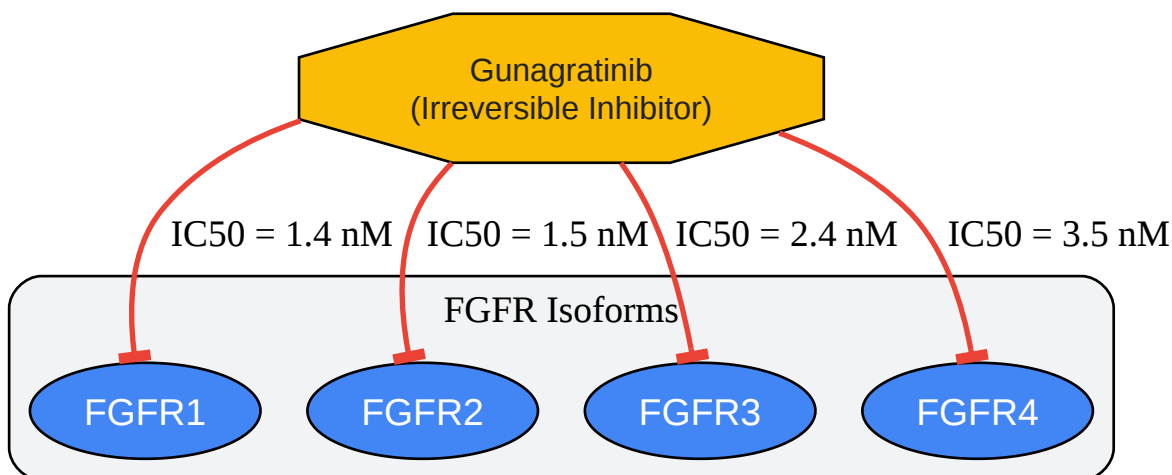 Gunagratinib
(Irreversible Inhibitor)
IC50 = 1.4 nM
IC50 = 1.5 nM
IC50 = 2.4 nM
IC50 = 3.5 nM
FGFR Isoforms
FGFR1
FGFR2
FGFR3
FGFR4